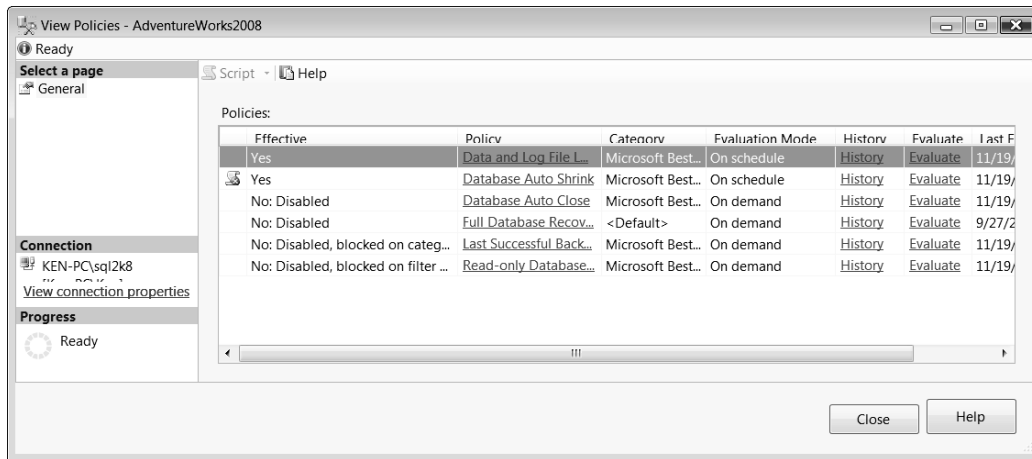 View Policies - AdventureWorks2008
Ready
Select a page
General
Script Help
Policies:
Effective Policy Category Evaluation Mode History Evaluate Last E
Yes Data and Log File L... Microsoft Best... On schedule History Evaluate 11/19/
Yes Database Auto Shrink Microsoft Best... On schedule History Evaluate 11/19/
No: Disabled Database Auto Close Microsoft Best... On demand History Evaluate 11/19/
No: Disabled Full Database Recov... <Default> On demand History Evaluate 9/27/2
No: Disabled, blocked on categ... Last Successful Back... Microsoft Best... On demand History Evaluate 11/19/
No: Disabled, blocked on filter ... Read-only Database... Microsoft Best... On demand History Evaluate 11/19/
Connection
KEN-PC\sql2k8
View connection properties
Progress
Ready
Close Help